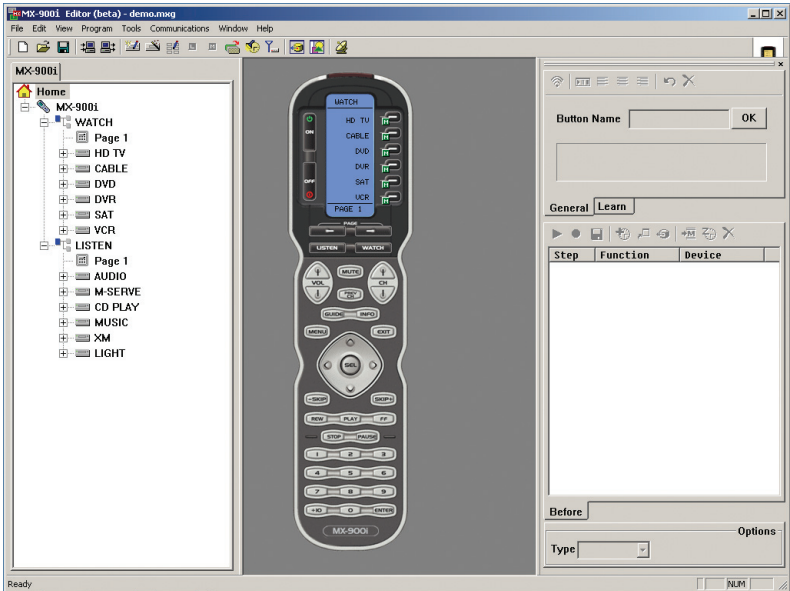 MX-900i Editor (beta) - demo.mxg
File Edit View Program Tools Communications Window Help
MX-900i
Home
MX-900i
WATCH
Page 1
HD TV
CABLE
DVD
DVR
SAT
VCR
LISTEN
Page 1
AUDIO
M-SERVE
CD PLAY
MUSIC
XM
LIGHT
WATCH
HD TV
CABLE
DVD
DVR
SAT
VCR
PAGE 1
ON
OFF
PAGE
LISTEN WATCH
VOL MUTE CH
PREV CH
GUIDE INFO
MENU EXIT
SEL
-SKIP SKIP+
REW PLAY FF
STOP PAUSE
1 2 3
4 5 6
7 8 9
+10 0 ENTER
MX-900i
Button Name OK
General Learn
Step Function Device
Before
Options
Type
Ready NUM